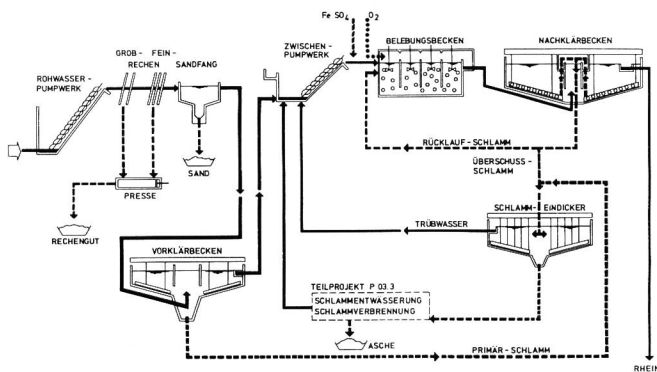 Fe SO4
O2
GROB-
FEIN-
RECHEN
SANDFANG
ZWISCHEN-
PUMPWERK
BELEBUNGSBECKEN
NACHKLÄRBECKEN
ROHWASSER-
PUMPWERK
RÜCKLAUF-SCHLAMM
ÜBERSCHUSS-
SCHLAMM
SAND
PRESSE
RECHENGUT
SCHLAMM-EINDICKER
TRÜBWASSER
VORKLÄRBECKEN
TEILPROJEKT P 03.3
SCHLAMMENTWÄSSERUNG
SCHLAMMVERBRENNUNG
ASCHE
PRIMÄR-SCHLAMM
RHEIN